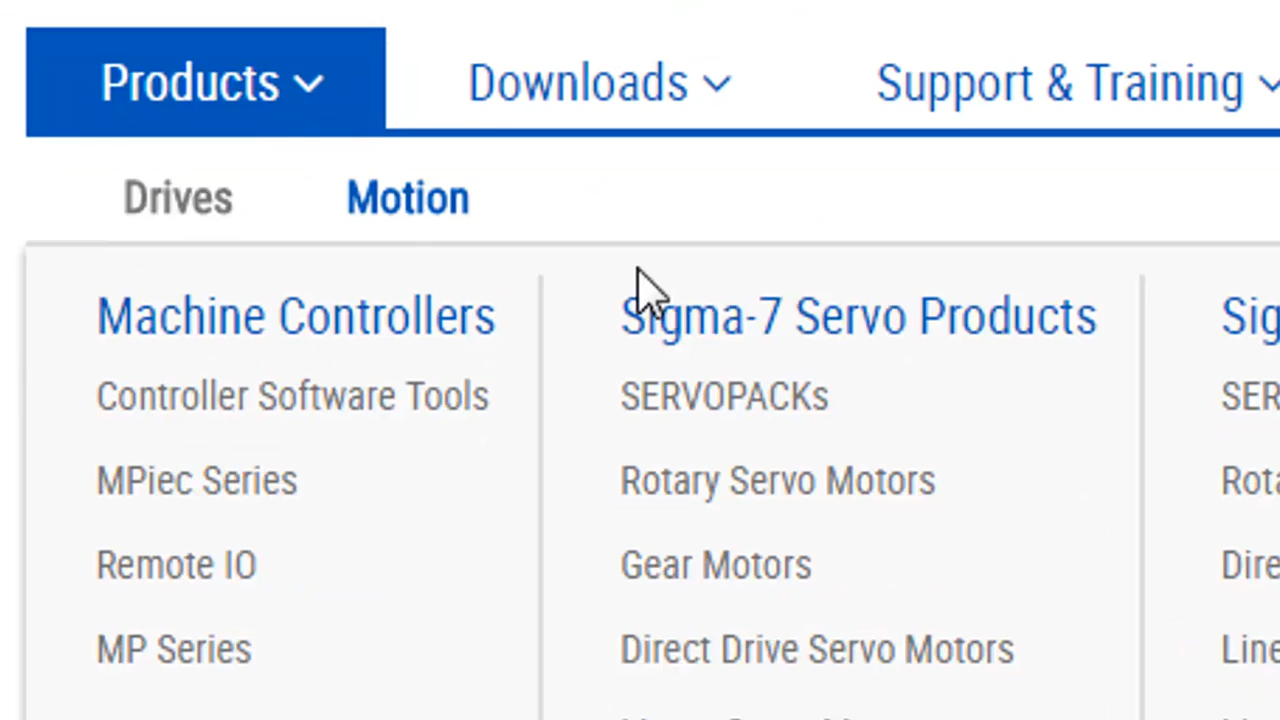 Products
Downloads
Support & Training
Drives
Motion
Machine Controllers
Controller Software Tools
MPiec Series
Remote IO
MP Series
Sigma-7 Servo Products
SERVOPACKs
Rotary Servo Motors
Gear Motors
Direct Drive Servo Motors